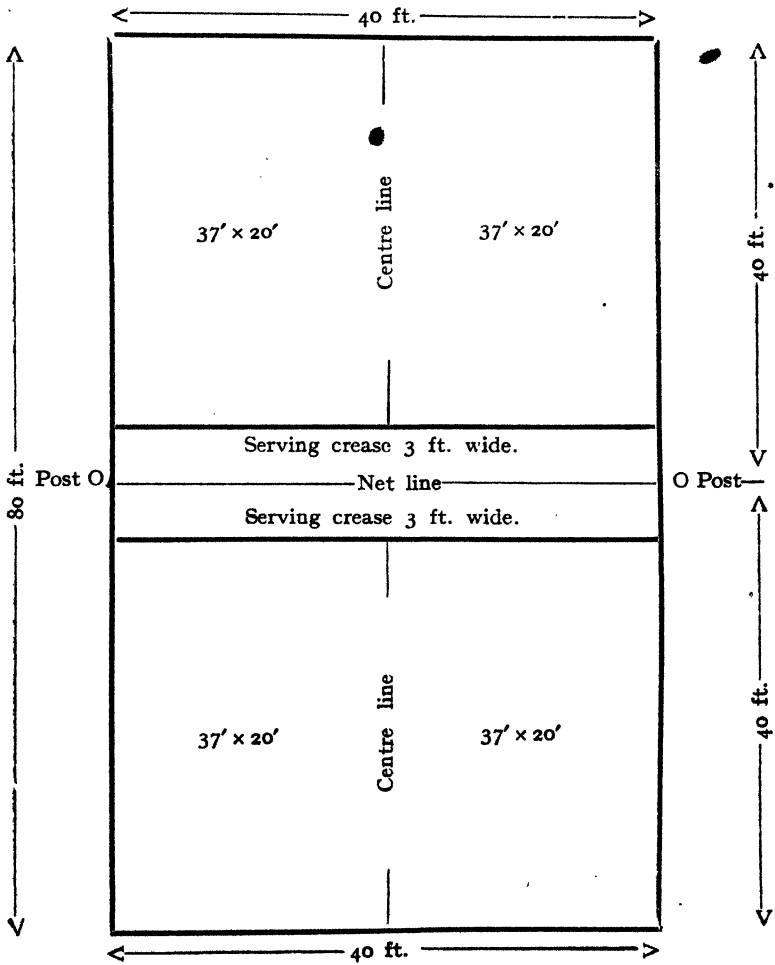 40 ft.
Centre line
37′ × 20′
37′ × 20′
40 ft.
Serving crease 3 ft. wide.
80 ft.
Post O
Net line
O Post
Serving crease 3 ft. wide.
Centre line
37′ × 20′
37′ × 20′
40 ft.
40 ft.